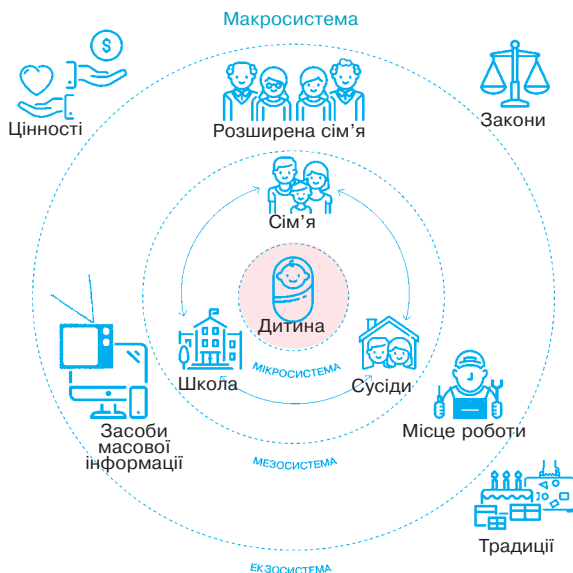 Макросистема
$
Цінності
Розширена сім’я
Закони
Сім’я
Дитина
МІКРОСИСТЕМА
Школа
Сусіди
Засоби
масової
інформації
Місце роботи
МЕЗОСИСТЕМА
Традиції
ЕКЗОСИСТЕМА